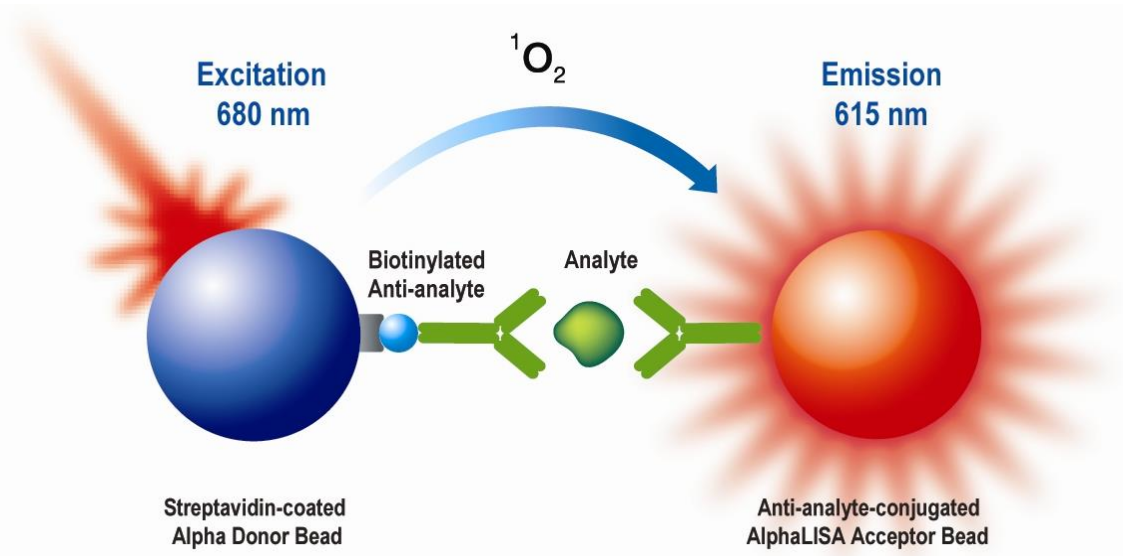 Excitation
680 nm
¹O₂
Emission
615 nm
Biotinylated
Anti-analyte
Analyte
Streptavidin-coated
Alpha Donor Bead
Anti-analyte-conjugated
AlphaLISA Acceptor Bead